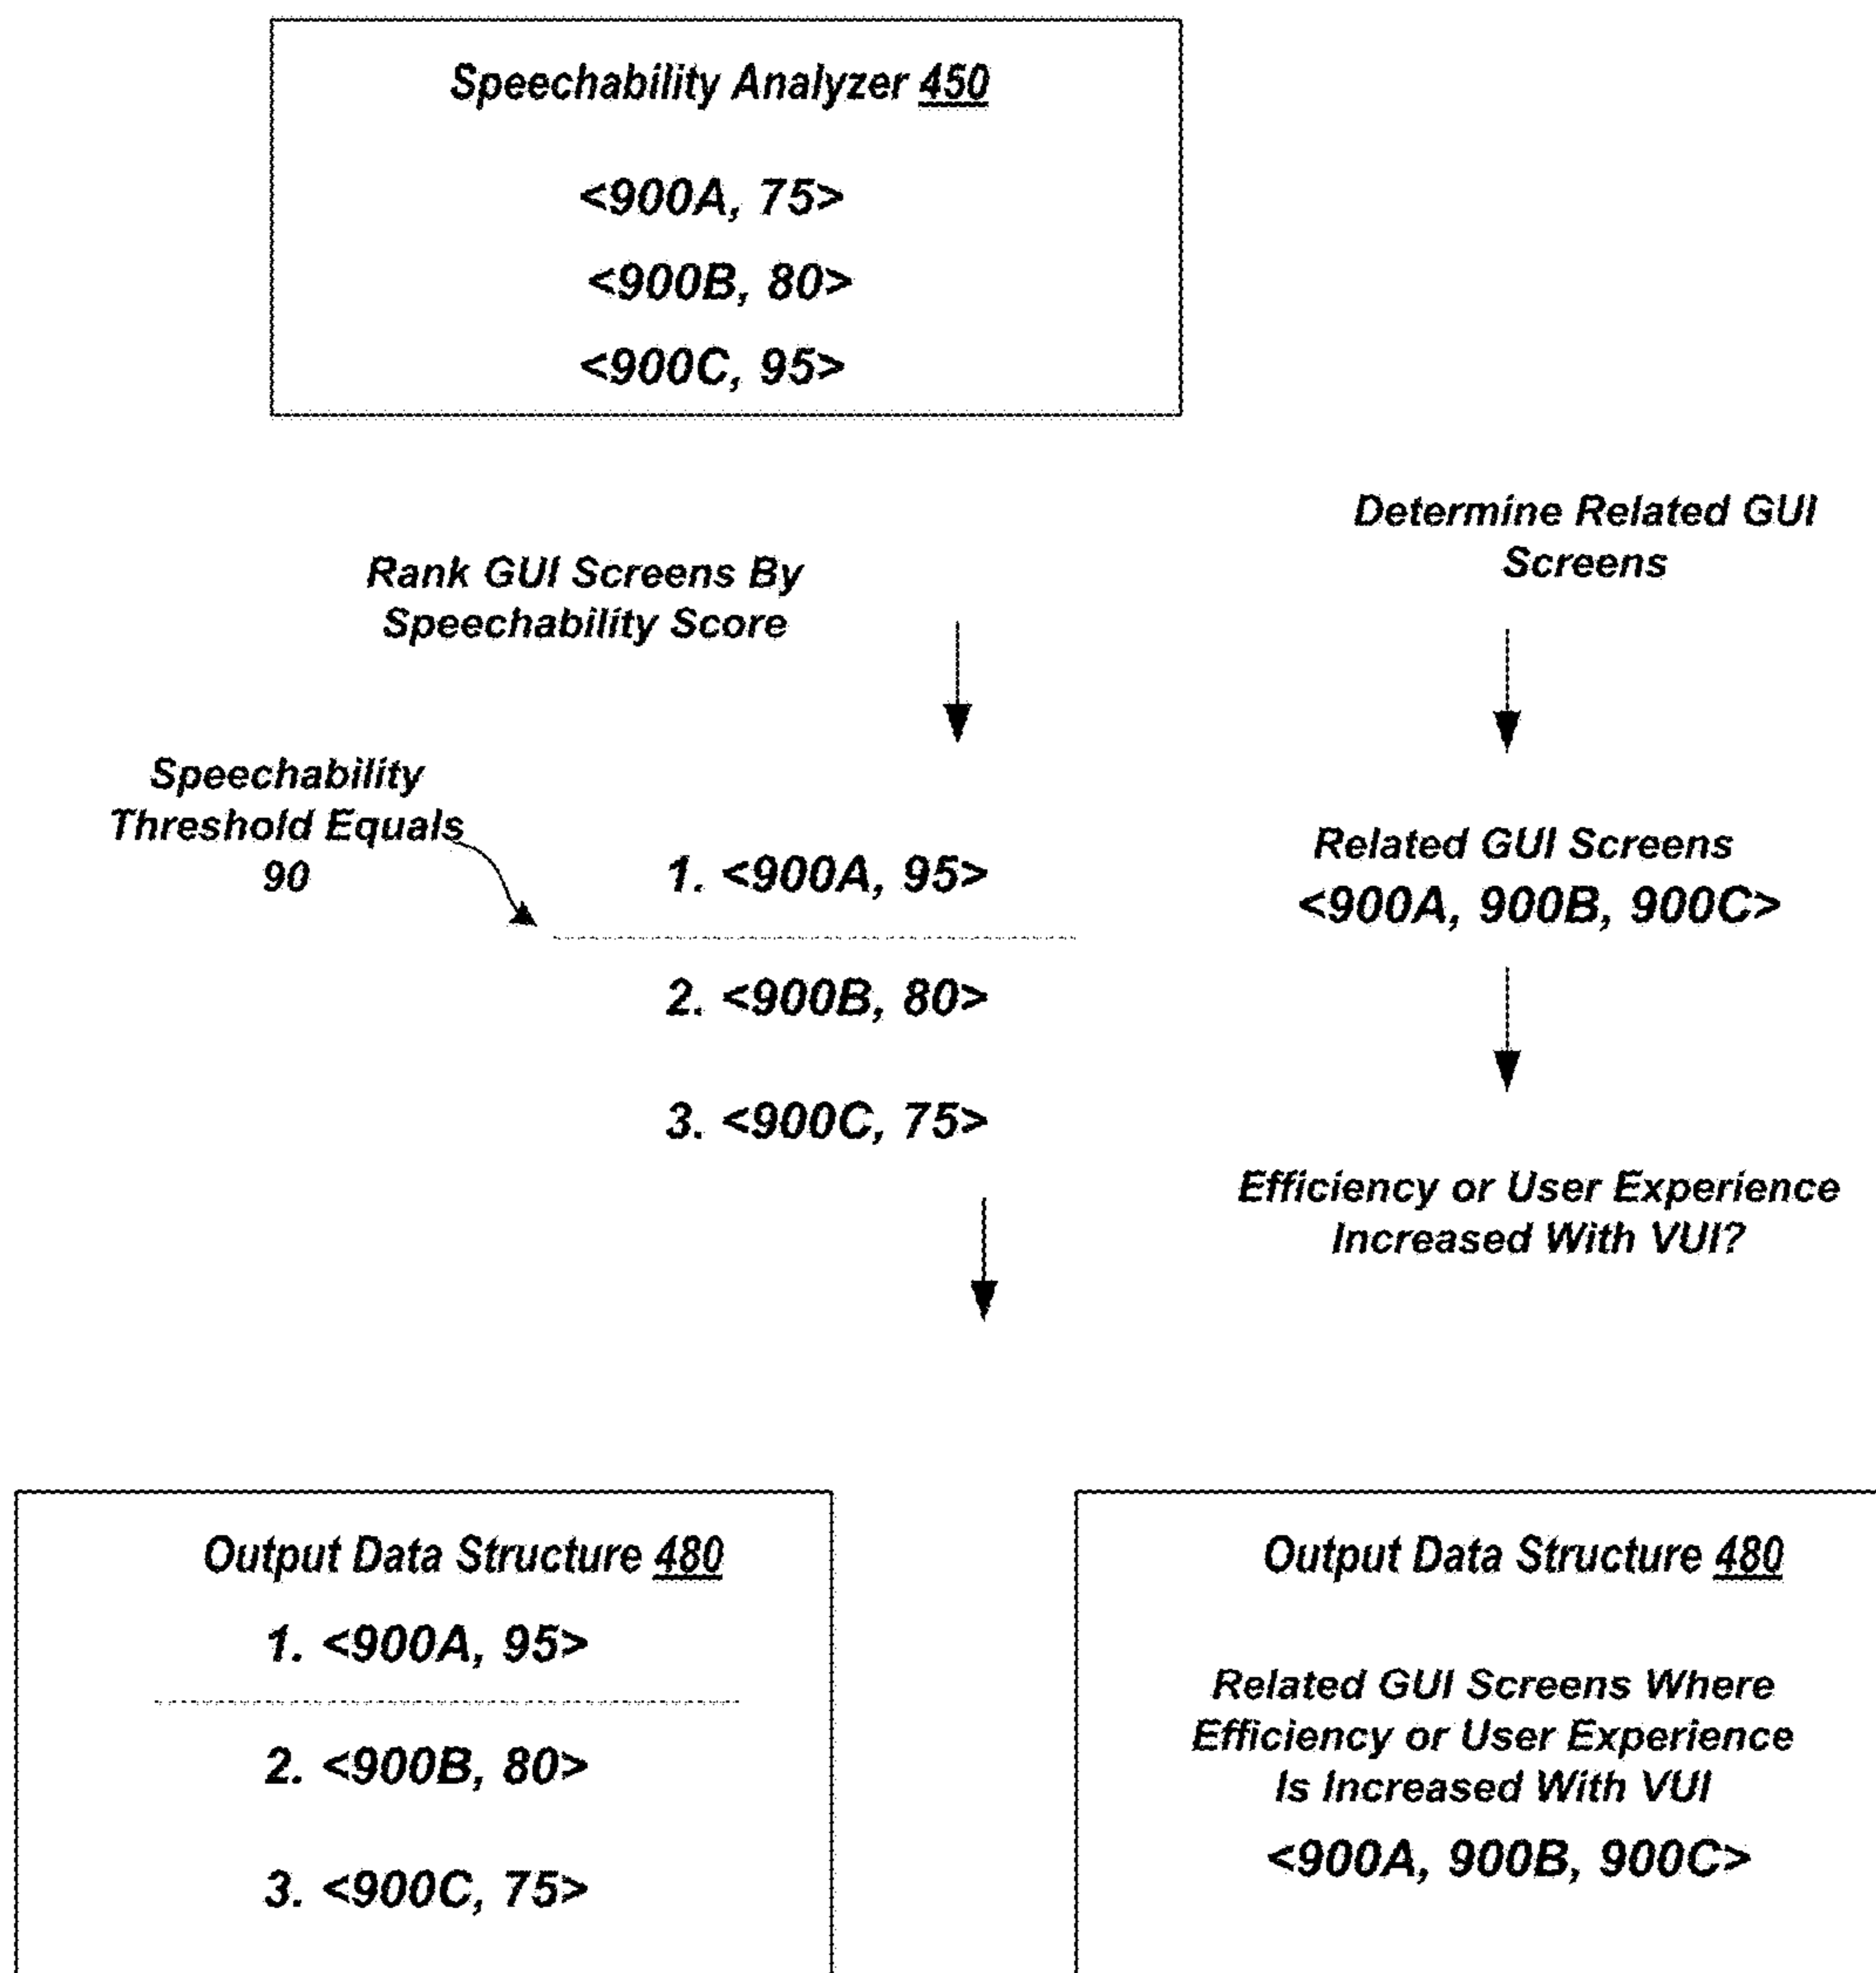 Speechability Analyzer 450
<900A, 75>
<900B, 80>
<900C, 95>
Rank GUI Screens By
Speechability Score
Determine Related GUI
Screens
Speechability
Threshold Equals
90
1. <900A, 95>
2. <900B, 80>
3. <900C, 75>
Related GUI Screens
<900A, 900B, 900C>
Efficiency or User Experience
Increased With VUI?
Output Data Structure 480
1. <900A, 95>
2. <900B, 80>
3. <900C, 75>
Output Data Structure 480
Related GUI Screens Where
Efficiency or User Experience
Is Increased With VUI
<900A, 900B, 900C>